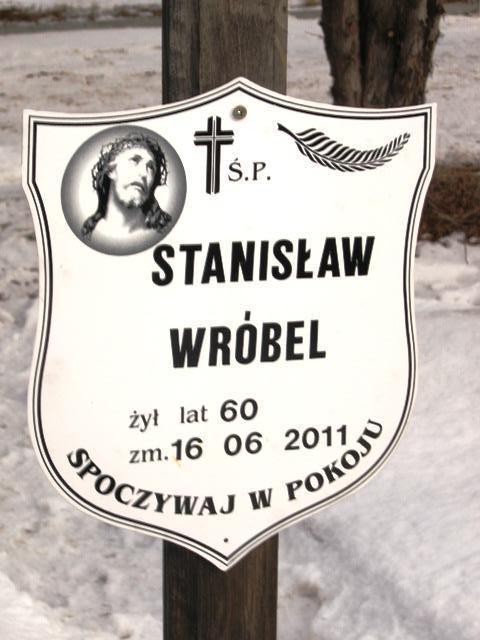 Ś.P.
STANISŁAW
WRÓBEL
żył lat 60
zm. 16 06 2011
SPOCZYWAJ W POKOJU